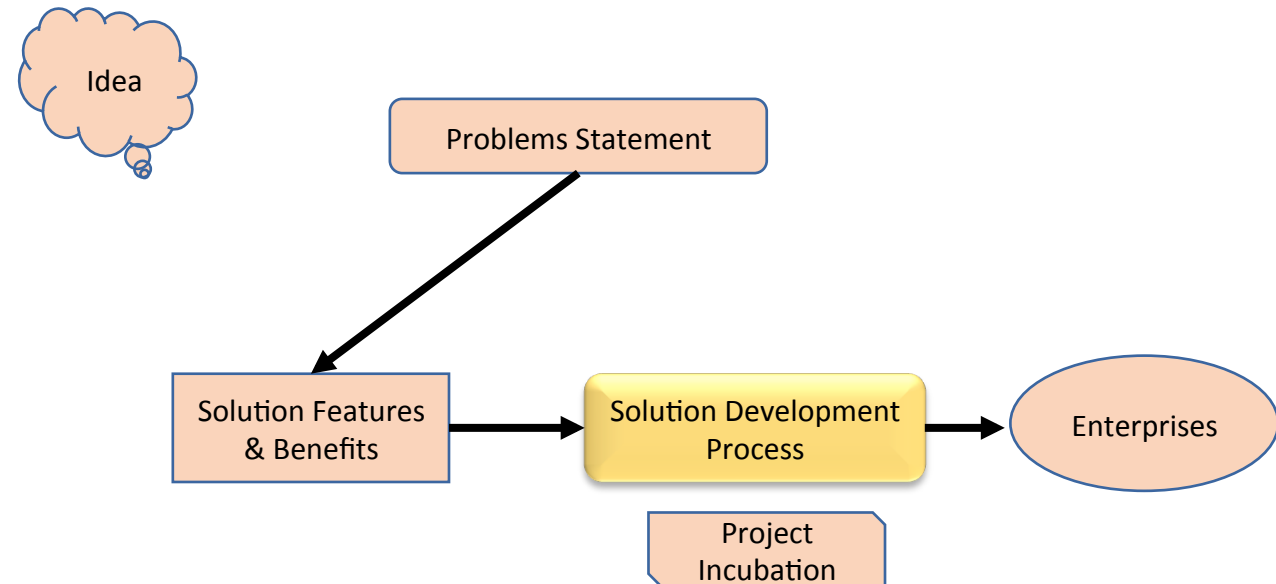 Idea
Problems Statement
Solution Features
& Benefits
Solution Development
Process
Enterprises
Project
Incubation